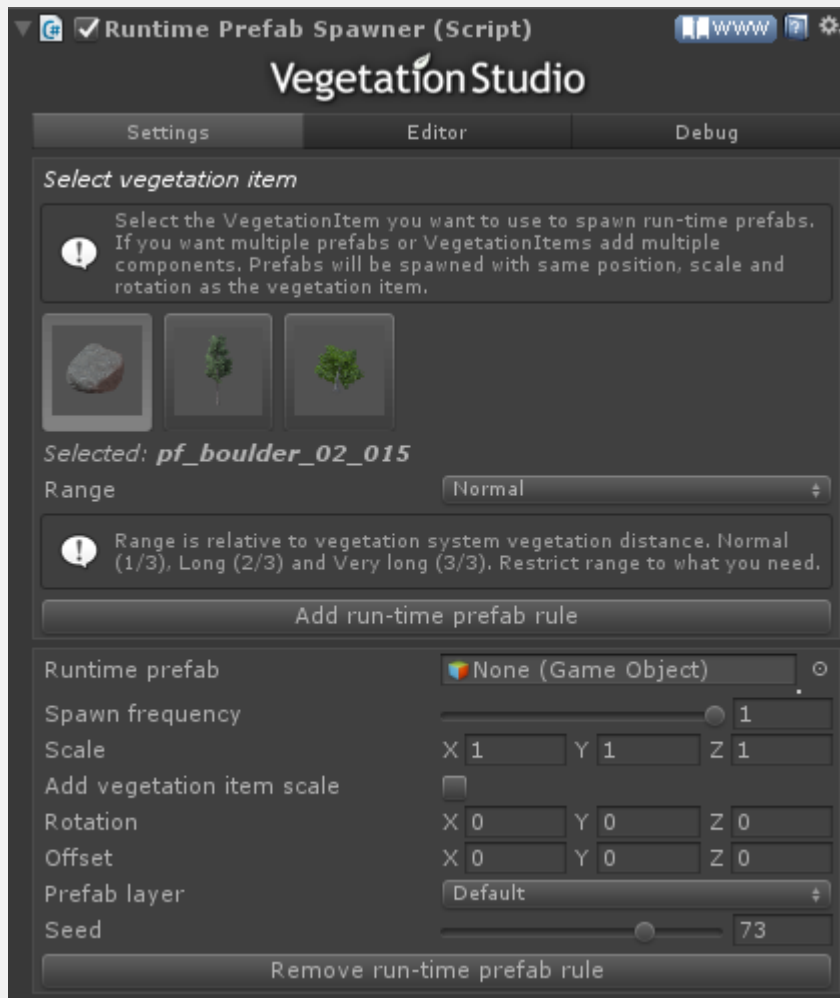 Runtime Prefab Spawner (Script)
WWW
Vegetation Studio
Settings Editor Debug
Select vegetation item
Select the VegetationItem you want to use to spawn run-time prefabs.
If you want multiple prefabs or VegetationItems add multiple
components. Prefabs will be spawned with same position, scale and
rotation as the vegetation item.
Selected: pf_boulder_02_015
Range Normal
Range is relative to vegetation system vegetation distance. Normal
(1/3), Long (2/3) and Very long (3/3). Restrict range to what you need.
Add run-time prefab rule
Runtime prefab None (Game Object)
Spawn frequency 1
Scale X 1 Y 1 Z 1
Add vegetation item scale
Rotation X 0 Y 0 Z 0
Offset X 0 Y 0 Z 0
Prefab layer Default
Seed 73
Remove run-time prefab rule